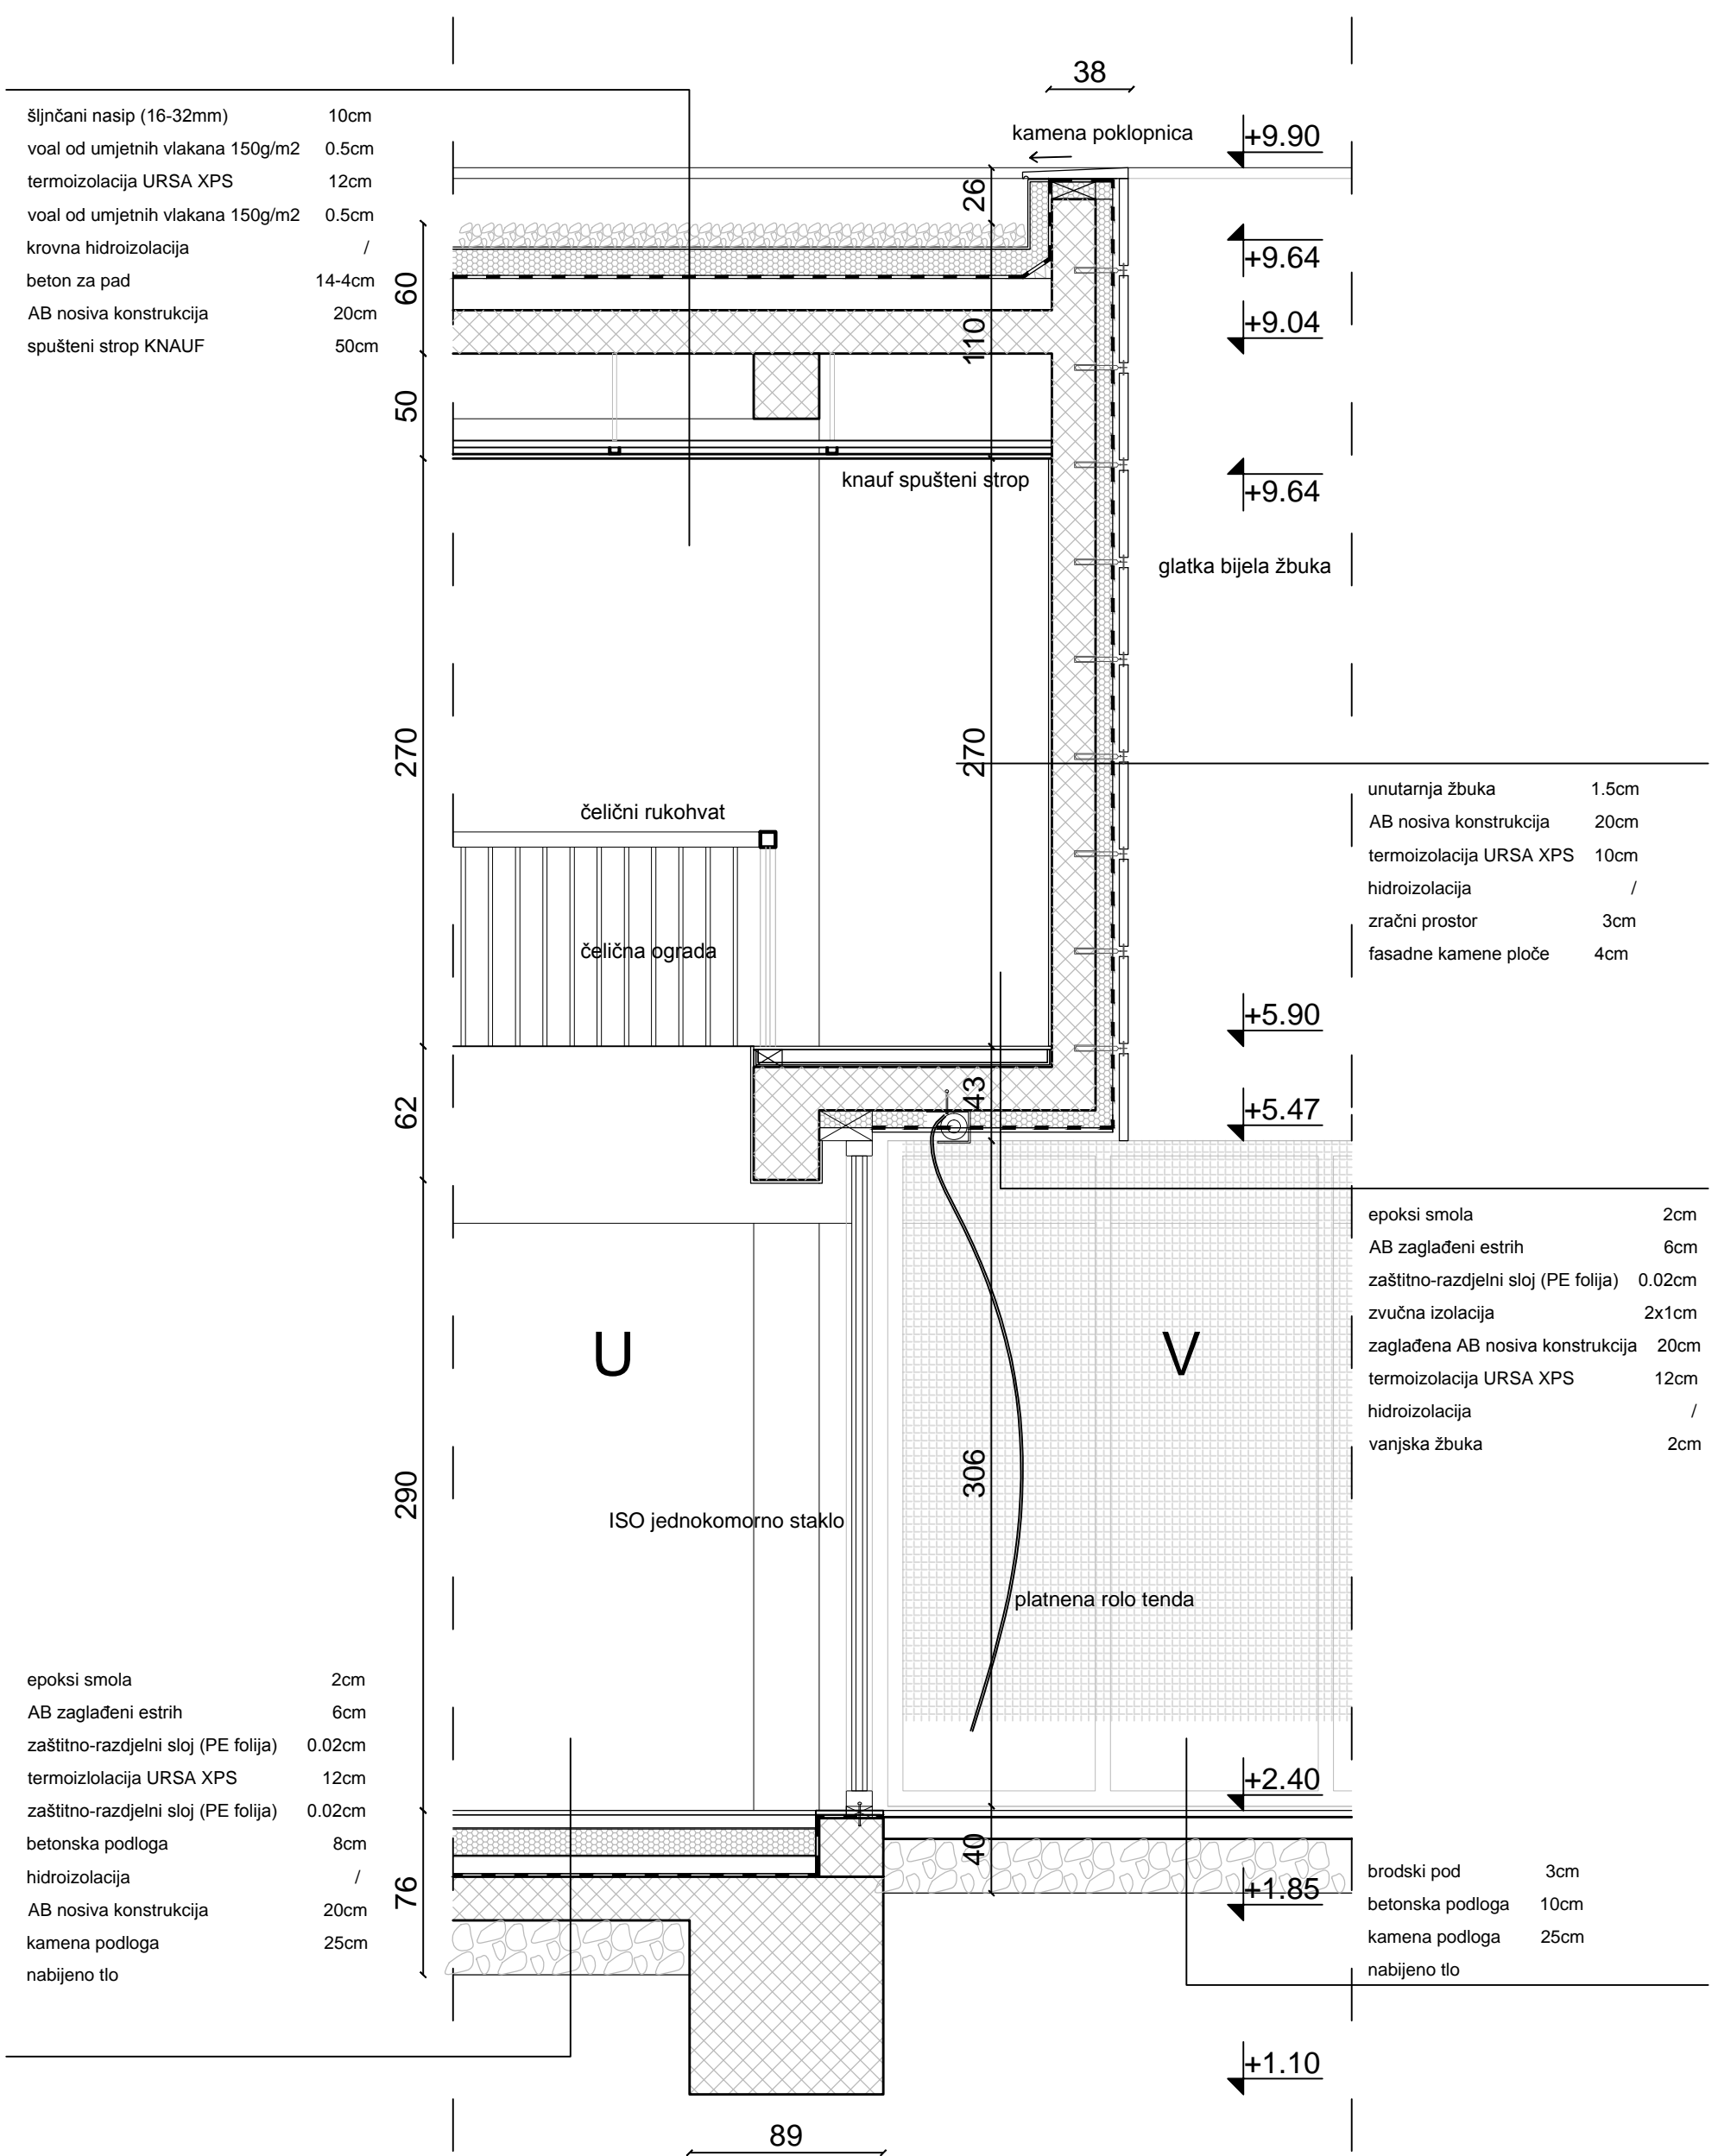 38
kamena poklopnica
+9.90
šljnčani nasip (16-32mm) 10cm
voal od umjetnih vlakana 150g/m2 0.5cm
termoizolacija URSA XPS 12cm
voal od umjetnih vlakana 150g/m2 0.5cm
krovna hidroizolacija /
beton za pad 14-4cm
AB nosiva konstrukcija 20cm
spušteni strop KNAUF 50cm
26
+9.64
60
+9.04
110
50
knauf spušteni strop
+9.64
glatka bijela žbuka
270
270
unutarnja žbuka 1.5cm
AB nosiva konstrukcija 20cm
termoizolacija URSA XPS 10cm
hidroizolacija /
zračni prostor 3cm
fasadne kamene ploče 4cm
čelični rukohvat
čelična ograda
+5.90
62
43
+5.47
epoksi smola 2cm
AB zaglađeni estrih 6cm
zaštitno-razdjelni sloj (PE folija) 0.02cm
zvučna izolacija 2x1cm
zaglađena AB nosiva konstrukcija 20cm
termoizolacija URSA XPS 12cm
hidroizolacija /
vanjska žbuka 2cm
U
V
290
306
ISO jednokomorno staklo
platnena rolo tenda
epoksi smola 2cm
AB zaglađeni estrih 6cm
zaštitno-razdjelni sloj (PE folija) 0.02cm
termoizlolacija URSA XPS 12cm
zaštitno-razdjelni sloj (PE folija) 0.02cm
betonska podloga 8cm
hidroizolacija /
AB nosiva konstrukcija 20cm
kamena podloga 25cm
nabijeno tlo
+2.40
40
76
+1.85
brodski pod 3cm
betonska podloga 10cm
kamena podloga 25cm
nabijeno tlo
+1.10
89